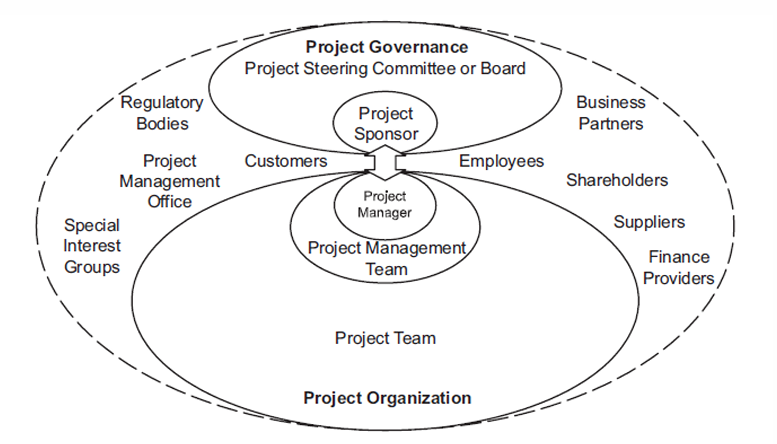 Project Governance
Project Steering Committee or Board
Regulatory
Bodies
Project
Sponsor
Business
Partners
Project
Management
Office
Customers
Employees
Shareholders
Special
Interest
Groups
Project
Manager
Project Management
Team
Suppliers
Finance
Providers
Project Team
Project Organization